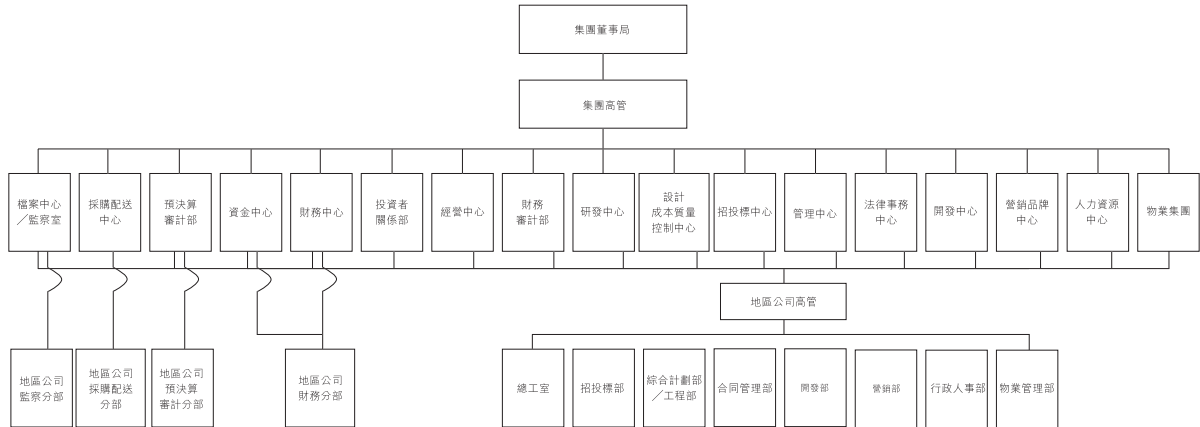 集團董事局
集團高管
檔案中心
／監察室
採購配送
中心
預決算
審計部
資金中心
財務中心
投資者
關係部
經營中心
財務
審計部
研發中心
設計
成本質量
控制中心
招投標中心
管理中心
法律事務
中心
開發中心
營銷品牌
中心
人力資源
中心
物業集團
地區公司高管
地區公司
監察分部
地區公司
採購配送
分部
地區公司
預決算
審計分部
地區公司
財務分部
總工室
招投標部
綜合計劃部
／工程部
合同管理部
開發部
營銷部
行政人事部
物業管理部